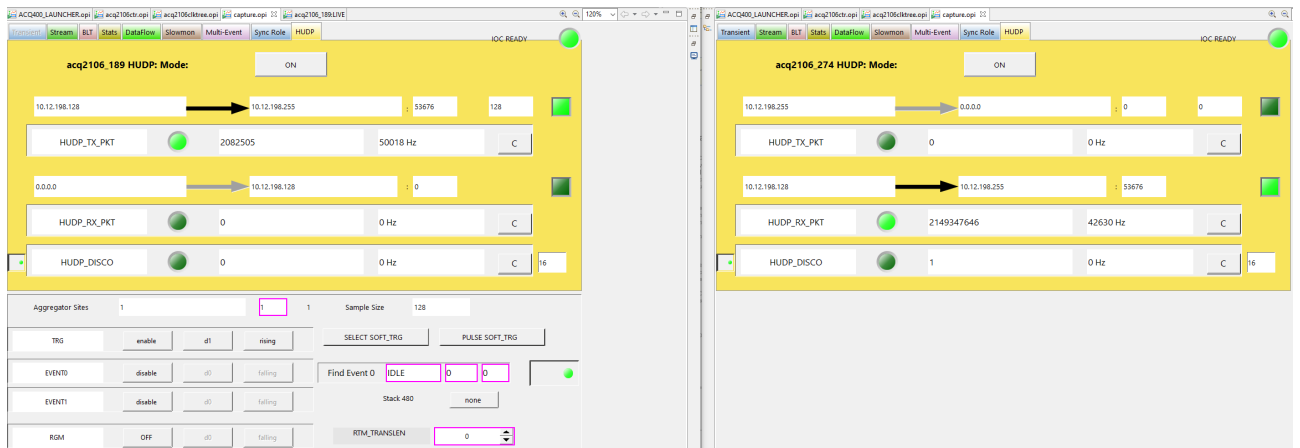 ACQ400_LAUNCHER.opi acq2106ctr.opi acq2106clktree.opi capture.opi acq2106_189:LIVE 120%
Transient Stream BLT Stats DataFlow Slowmon Multi-Event Sync Role HUDP
IOC READY
acq2106_189 HUDP: Mode: ON
10.12.198.128 10.12.198.255 : 53676 128
HUDP_TX_PKT 2082505 50018 Hz C
0.0.0.0 10.12.198.128 : 0
HUDP_RX_PKT 0 0 Hz C
HUDP_DISCO 0 0 Hz C 16
Aggregator Sites 1 1 1 Sample Size 128
TRG enable d1 rising SELECT SOFT_TRG PULSE SOFT_TRG
EVENT0 disable d0 falling Find Event 0 IDLE 0 0
EVENT1 disable d0 falling Stack 480 none
RGM OFF d0 falling RTM_TRANSLEN 0
ACQ400_LAUNCHER.opi acq2106ctr.opi acq2106clktree.opi capture.opi
Transient Stream BLT Stats DataFlow Slowmon Multi-Event Sync Role HUDP
IOC READY
acq2106_274 HUDP: Mode: ON
10.12.198.255 0.0.0.0 : 0 0
HUDP_TX_PKT 0 0 Hz C
10.12.198.128 10.12.198.255 : 53676
HUDP_RX_PKT 2149347646 42630 Hz C
HUDP_DISCO 1 0 Hz C 16